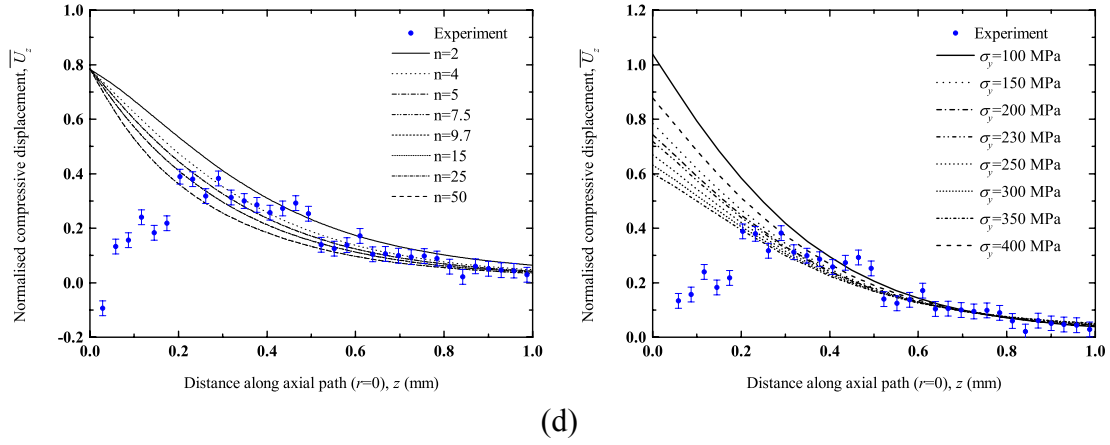 Normalised compressive displacement, U̅z
0.8
1.0
0.6
0.4
0.2
0.0
-0.2
0.0
0.2
0.4
0.6
0.8
1.0
Distance along axial path (r=0), z (mm)
Experiment
n=2
n=4
n=5
n=7.5
n=9.7
n=15
n=25
n=50
Normalised compressive displacement, U̅z
1.2
1.0
0.8
0.6
0.4
0.2
0.0
0.0
0.2
0.4
0.6
0.8
1.0
Distance along axial path (r=0), z (mm)
Experiment
σy=100 MPa
σy=150 MPa
σy=200 MPa
σy=230 MPa
σy=250 MPa
σy=300 MPa
σy=350 MPa
σy=400 MPa
(d)